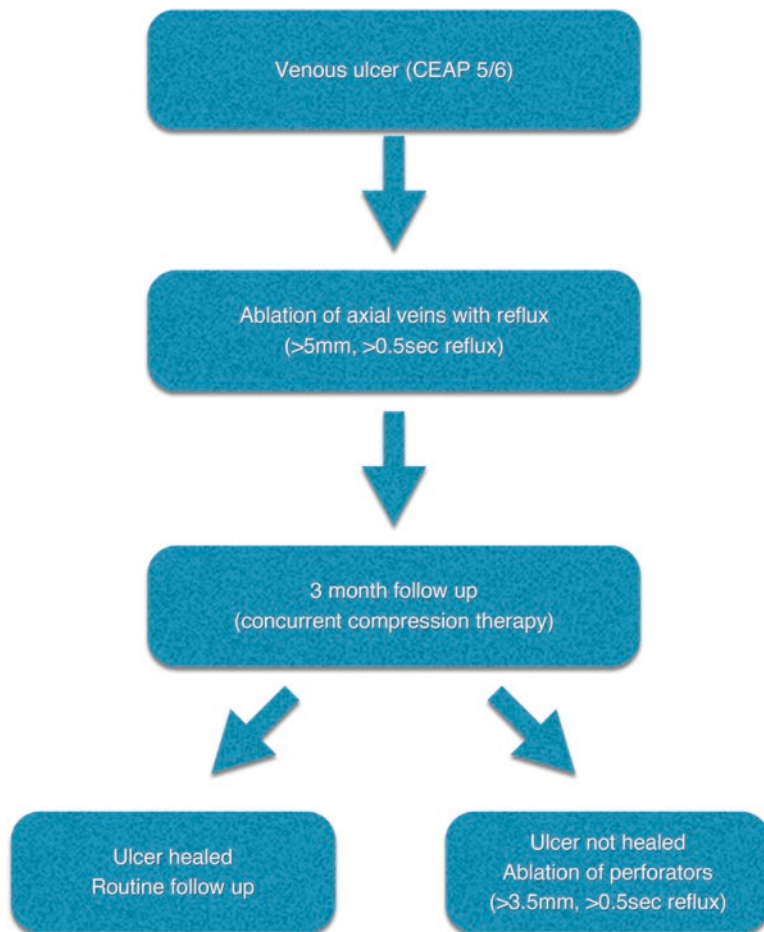 Venous ulcer (CEAP 5/6)
Ablation of axial veins with reflux
(>5mm, >0.5sec reflux)
3 month follow up
(concurrent compression therapy)
Ulcer healed
Routine follow up
Ulcer not healed
Ablation of perforators
(>3.5mm, >0.5sec reflux)